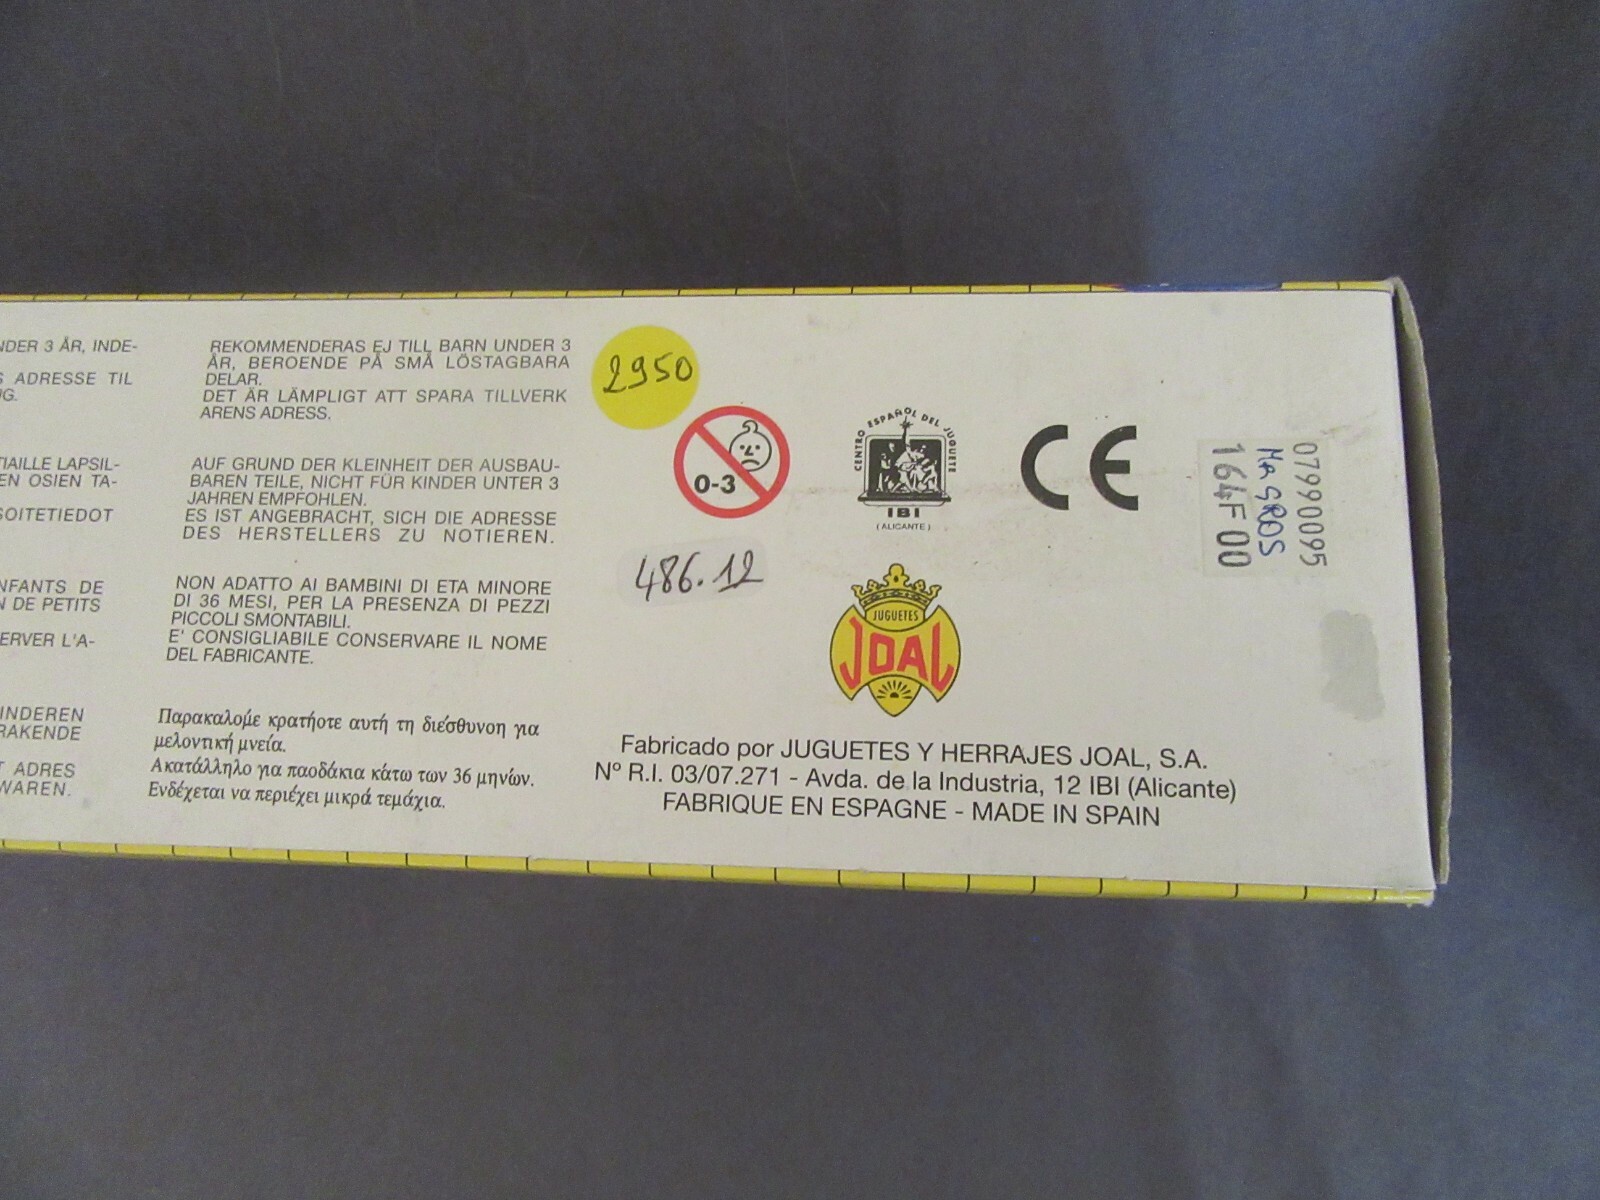 NDER 3 ÅR, INDE-
S ADRESSE TIL
IG.
TIAILLE LAPSIL-
EN OSIEN TA-
SOITETIEDOT
NFANTS DE
N DE PETITS
ERVER L'A-
INDEREN
RAKENDE
T ADRES
WAREN.
REKOMMENDERAS EJ TILL BARN UNDER 3
ÅR, BEROENDE PÅ SMÅ LÖSTAGBARA
DELAR.
DET ÄR LÄMPLIGT ATT SPARA TILLVERK
ARENS ADRESS.
AUF GRUND DER KLEINHEIT DER AUSBAU-
BAREN TEILE, NICHT FÜR KINDER UNTER 3
JAHREN EMPFOHLEN.
ES IST ANGEBRACHT, SICH DIE ADRESSE
DES HERSTELLERS ZU NOTIEREN.
NON ADATTO AI BAMBINI DI ETA MINORE
DI 36 MESI, PER LA PRESENZA DI PEZZI
PICCOLI SMONTABILI.
E' CONSIGLIABILE CONSERVARE IL NOME
DEL FABRICANTE.
Παρακαλομε κρατήοτε αυτή τη διέσθυνοη για
μελοντική μνεία.
Ακατάλληλο για παοδάκια κάτω των 36 μηνών.
Ενδέχεται να περιέχει μικρά τεμάχια.
2950
0-3
486.12
CENTRO ESPAÑOL DEL JUGUETE
IBI
(ALICANTE)
CE
JUGUETES
JOAL
07990095
MA GROS
164F00
Fabricado por JUGUETES Y HERRAJES JOAL, S.A.
Nº R.I. 03/07.271 - Avda. de la Industria, 12 IBI (Alicante)
FABRIQUE EN ESPAGNE - MADE IN SPAIN